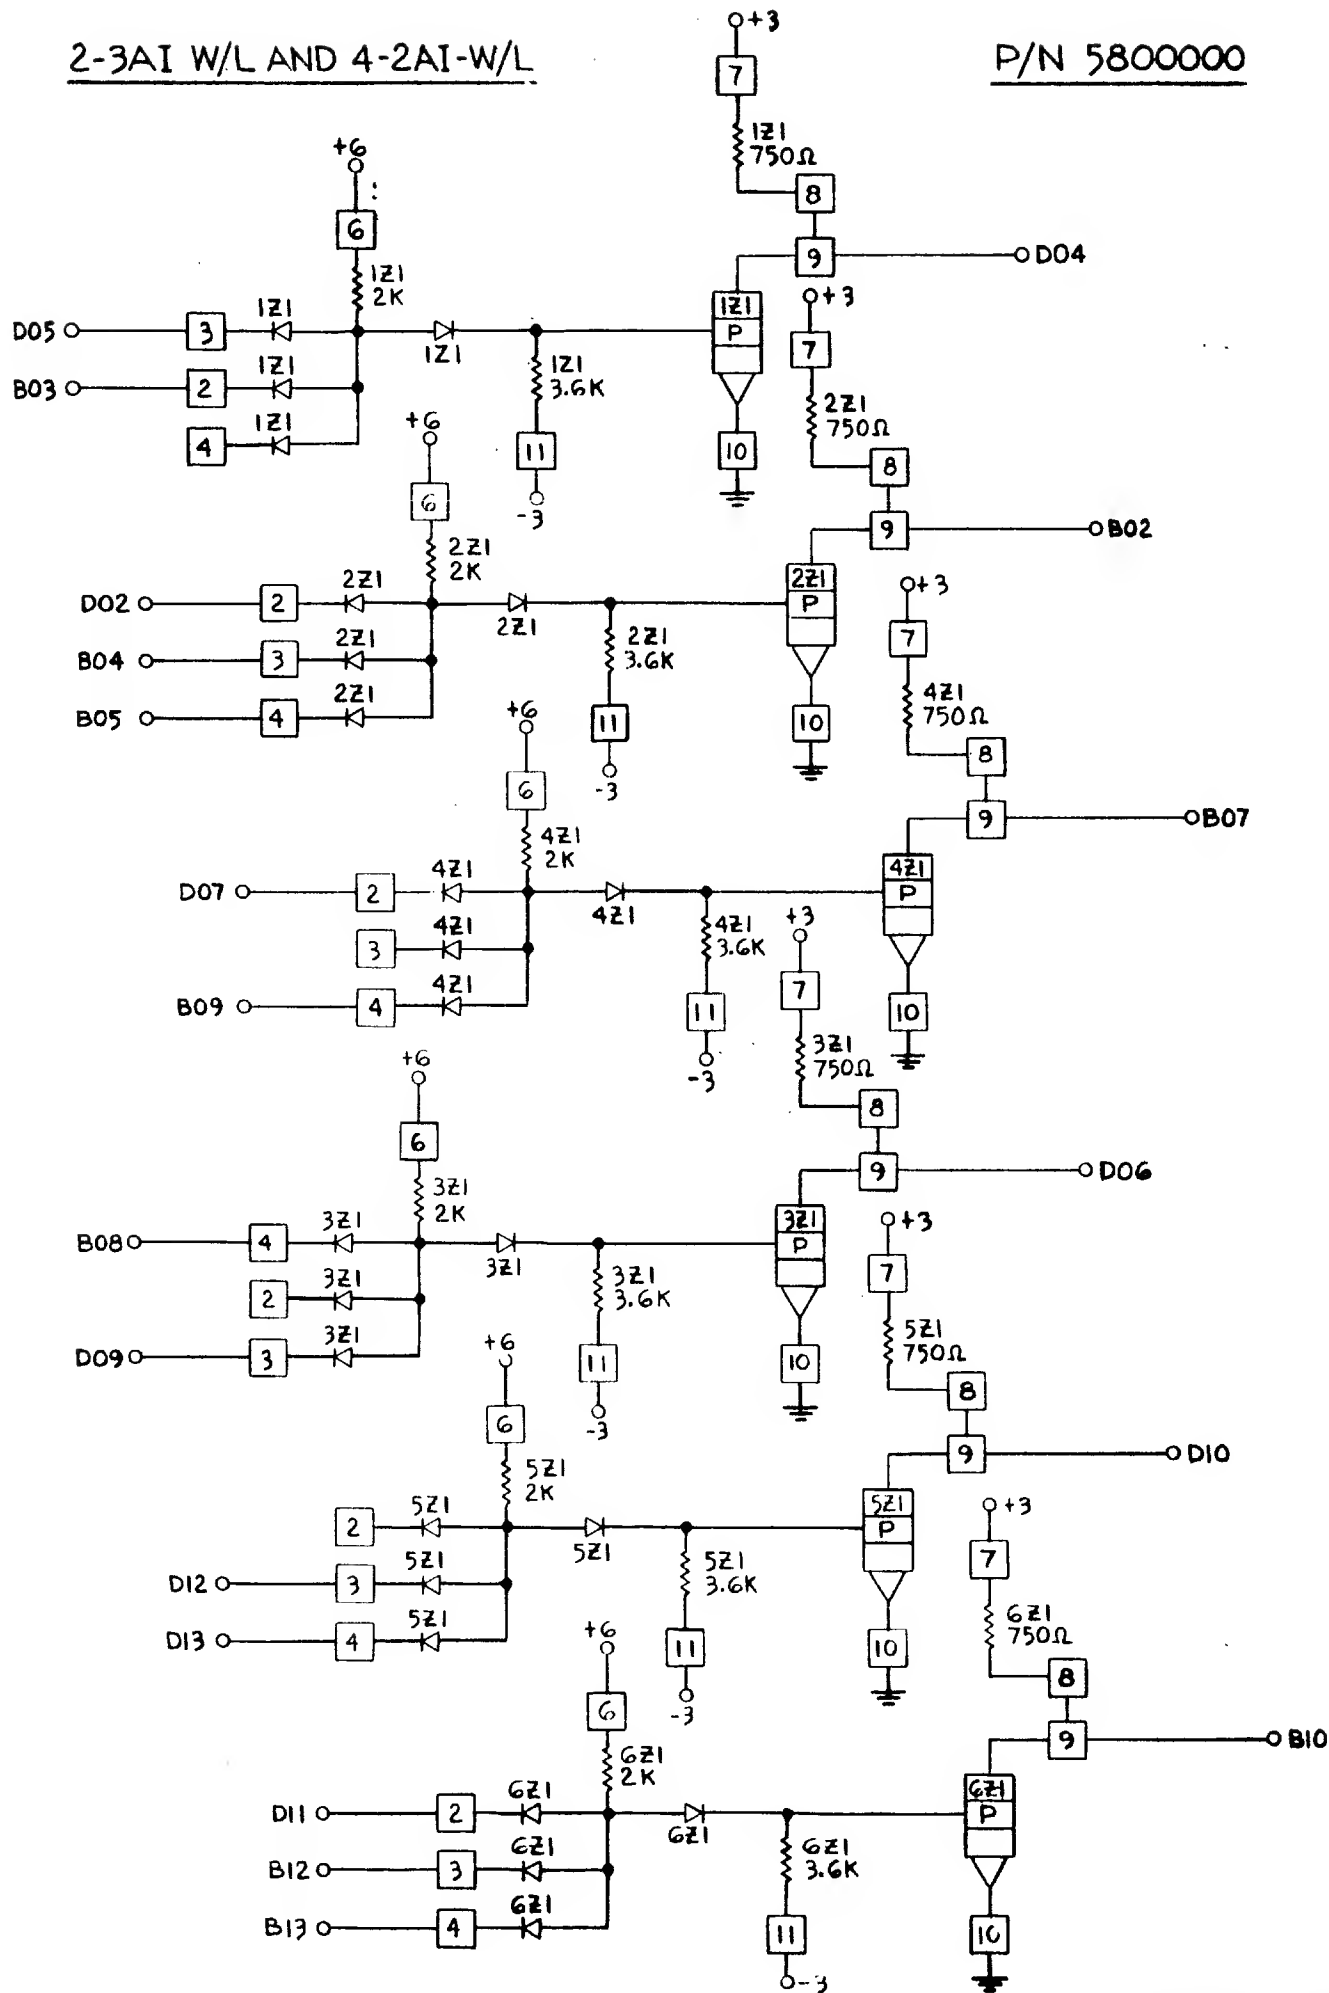 2-3AI W/L AND 4-2AI-W/L
P/N 5800000
+3
7
1Z1
750Ω
8
9
D04
+6
6
1Z1
2K
D05
3
1Z1
1Z1
B03
2
1Z1
4
1Z1
1Z1
3.6K
11
-3
1Z1
P
10
+3
7
2Z1
750Ω
8
9
B02
+6
6
2Z1
2K
D02
2
2Z1
2Z1
B04
3
2Z1
B05
4
2Z1
2Z1
3.6K
11
-3
2Z1
P
10
+3
7
4Z1
750Ω
8
9
B07
+6
6
4Z1
2K
D07
2
4Z1
4Z1
3
4Z1
B09
4
4Z1
4Z1
3.6K
11
-3
4Z1
P
10
+3
7
3Z1
750Ω
8
9
D06
+6
6
3Z1
2K
B08
4
3Z1
3Z1
2
3Z1
D09
3
3Z1
3Z1
3.6K
11
-3
3Z1
P
10
+3
7
5Z1
750Ω
8
9
D10
+6
6
5Z1
2K
2
5Z1
5Z1
D12
3
5Z1
D13
4
5Z1
5Z1
3.6K
11
-3
5Z1
P
10
+3
7
6Z1
750Ω
8
9
B10
+6
6
6Z1
2K
D11
2
6Z1
6Z1
B12
3
6Z1
B13
4
6Z1
6Z1
3.6K
11
-3
6Z1
P
10